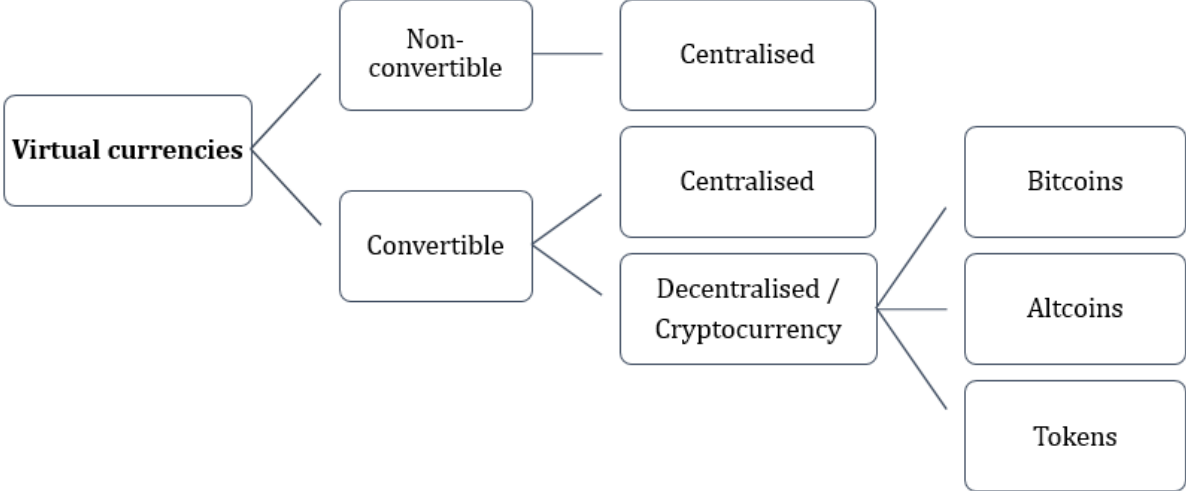 Virtual currencies
Non-
convertible
Centralised
Convertible
Centralised
Decentralised /
Cryptocurrency
Bitcoins
Altcoins
Tokens